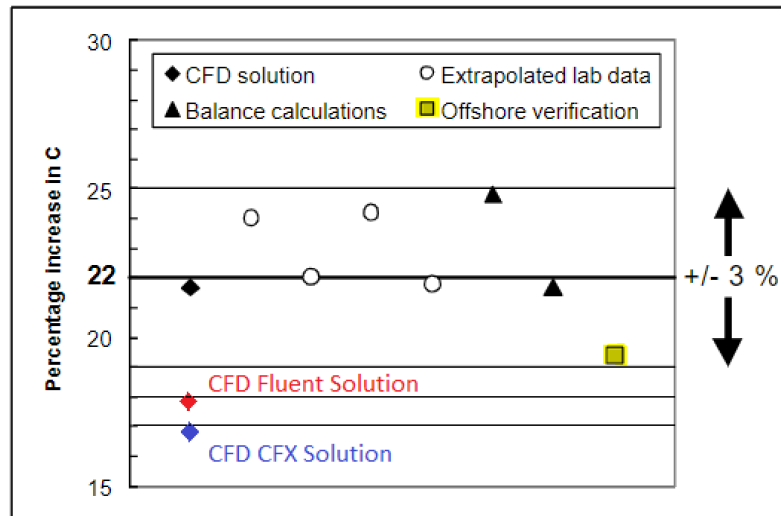 30
CFD solution
Extrapolated lab data
Balance calculations
Offshore verification
25
22
+/- 3 %
20
CFD Fluent Solution
CFD CFX Solution
15
Percentage Increase In C